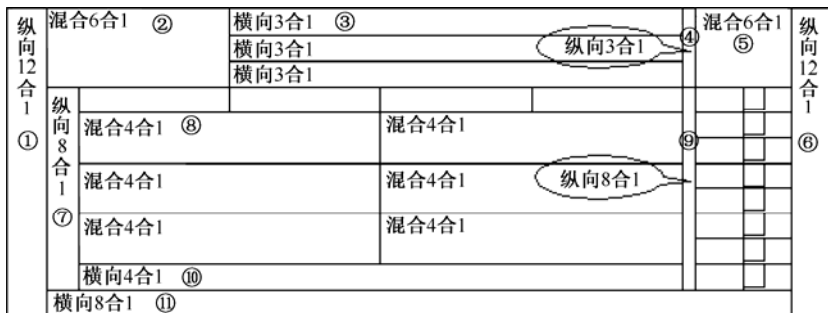 纵向12合1 ①
混合6合1 ②
横向3合1 ③
横向3合1
横向3合1
纵向3合1
④
混合6合1
⑤
纵向12合1
⑥
纵向8合1
⑦
混合4合1 ⑧
混合4合1
⑨
混合4合1
混合4合1
纵向8合1
混合4合1
混合4合1
横向4合1 ⑩
横向8合1 ⑪